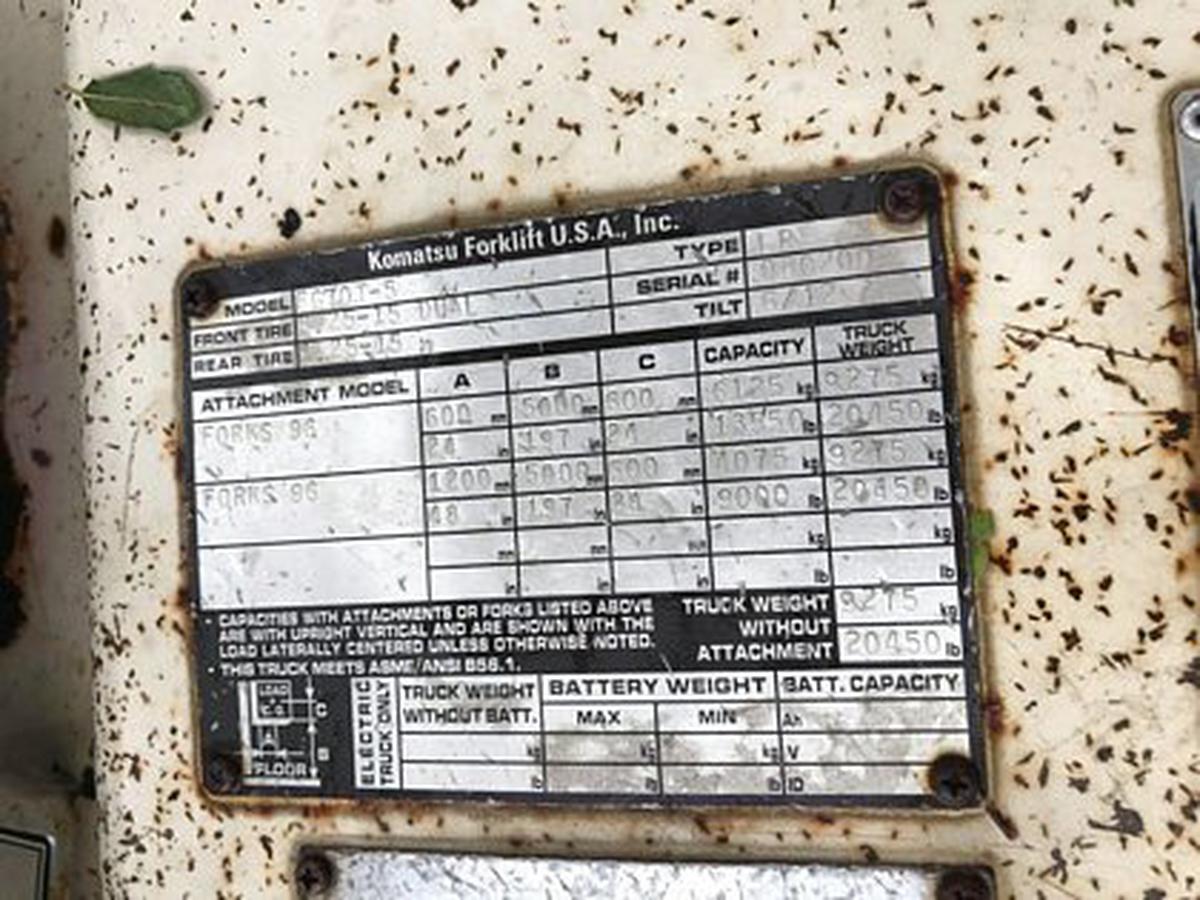 Komatsu Forklift U.S.A., Inc.
MODEL TYPE
FRONT TIRE DUAL SERIAL #
REAR TIRE TILT
ATTACHMENT MODEL A B C CAPACITY TRUCK WEIGHT
FORKS 96 600 mm 5000 mm 600 mm 6125 kg 9275 kg
24 in 197 in 24 in 13550 lb 20450 lb
FORKS 96 1200 mm 5000 mm 600 mm 4075 kg 9275 kg
48 in 197 in 24 in 9000 lb 20450 lb
mm mm mm kg kg
in in in lb lb
• CAPACITIES WITH ATTACHMENTS OR FORKS LISTED ABOVE
ARE WITH UPRIGHT VERTICAL AND ARE SHOWN WITH THE
LOAD LATERALLY CENTERED UNLESS OTHERWISE NOTED.
• THIS TRUCK MEETS ASME/ANSI B56.1.
TRUCK WEIGHT 9275 kg
WITHOUT
ATTACHMENT 20450 lb
LOAD
C.G.
C
A
B
FLOOR
ELECTRIC
TRUCK ONLY
TRUCK WEIGHT BATTERY WEIGHT BATT. CAPACITY
WITHOUT BATT. MAX MIN Ah
kg kg kg V
lb lb lb